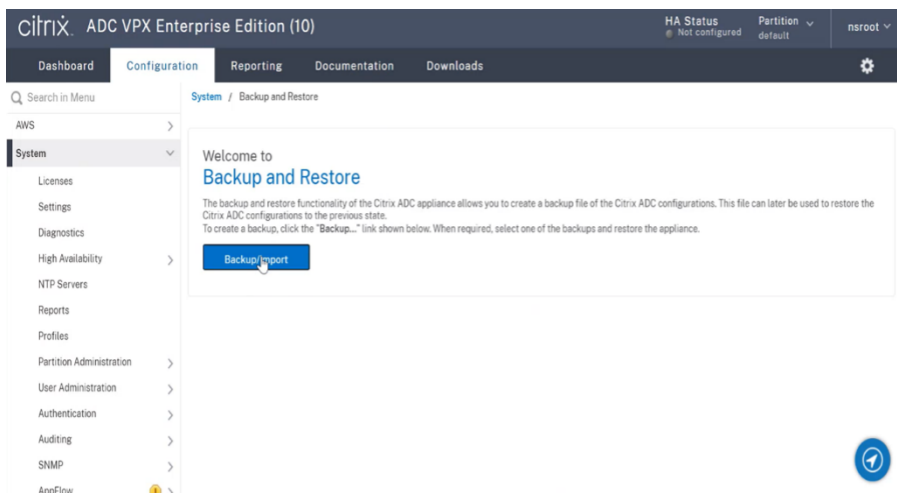 citrix. ADC VPX Enterprise Edition (10)
HA Status
Not configured
Partition
default
nsroot
Dashboard Configuration Reporting Documentation Downloads
Search in Menu
System / Backup and Restore
AWS
System
Licenses
Settings
Diagnostics
High Availability
NTP Servers
Reports
Profiles
Partition Administration
User Administration
Authentication
Auditing
SNMP
AppFlow
Welcome to
Backup and Restore
The backup and restore functionality of the Citrix ADC appliance allows you to create a backup file of the Citrix ADC configurations. This file can later be used to restore the
Citrix ADC configurations to the previous state.
To create a backup, click the "Backup..." link shown below. When required, select one of the backups and restore the appliance.
Backup/Import